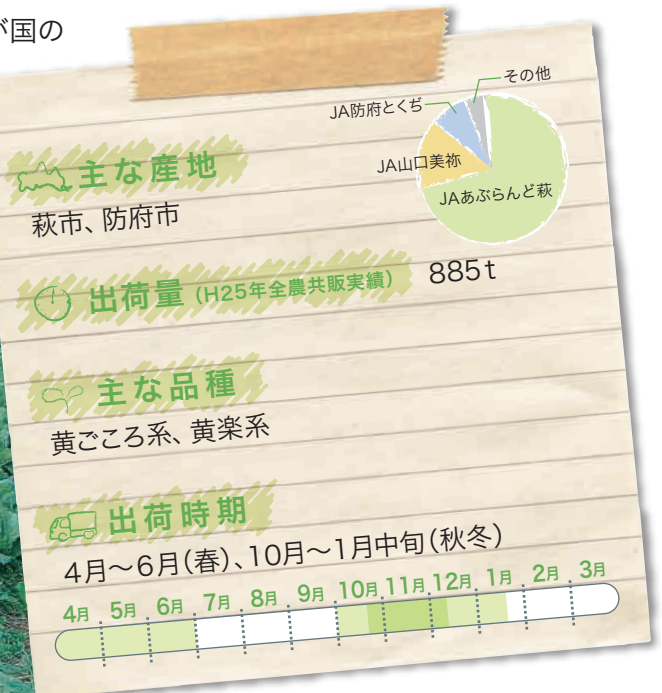 が国の
その他
JA防府とくぢ
JA山口美祢
JAあぶらんど萩
主な産地
萩市、防府市
出荷量（H25年全農共販実績） 885t
主な品種
黄ごころ系、黄楽系
出荷時期
4月〜6月（春）、10月〜1月中旬（秋冬）
4月 5月 6月 7月 8月 9月 10月 11月 12月 1月 2月 3月